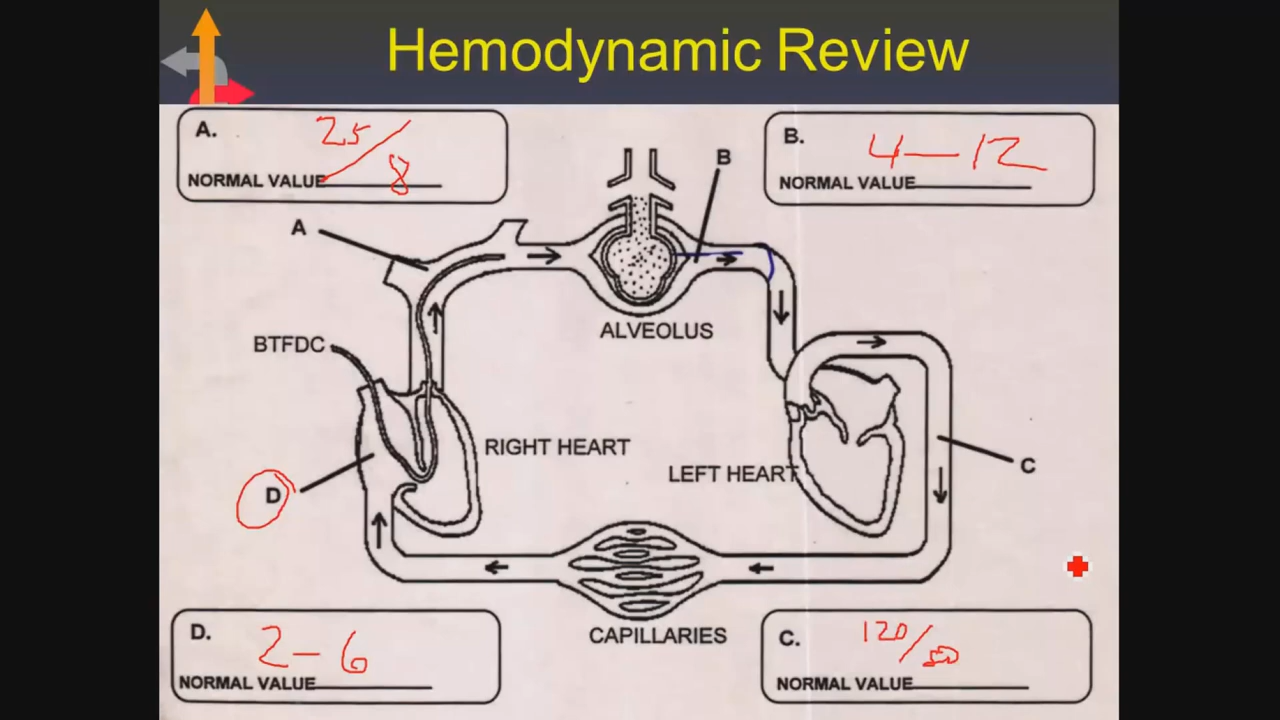 Hemodynamic Review
A. 25/8
NORMAL VALUE
B. 4-12
NORMAL VALUE
B
A
ALVEOLUS
BTFDC
RIGHT HEART
LEFT HEART
C
D
CAPILLARIES
D. 2-6
NORMAL VALUE
C. 120/80
NORMAL VALUE